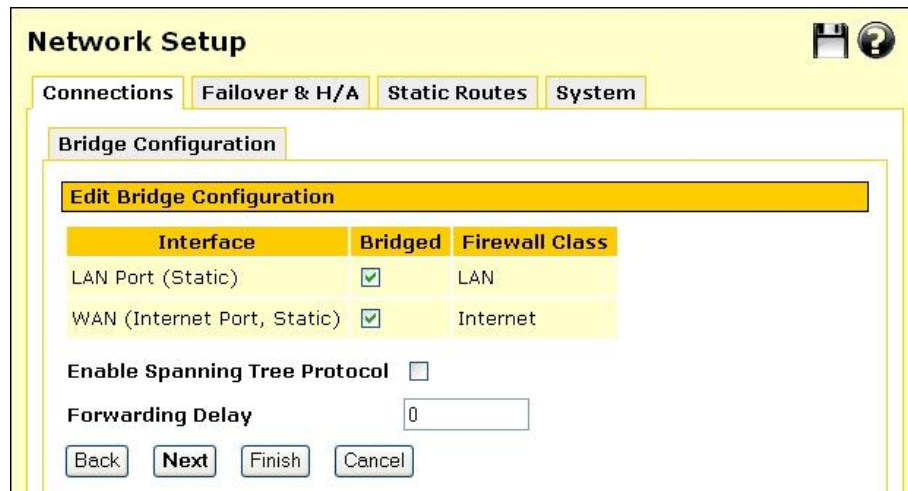 Network Setup
Connections Failover & H/A Static Routes System
Bridge Configuration
Edit Bridge Configuration
Interface Bridged Firewall Class
LAN Port (Static) LAN
WAN (Internet Port, Static) Internet
Enable Spanning Tree Protocol
Forwarding Delay 0
Back Next Finish Cancel